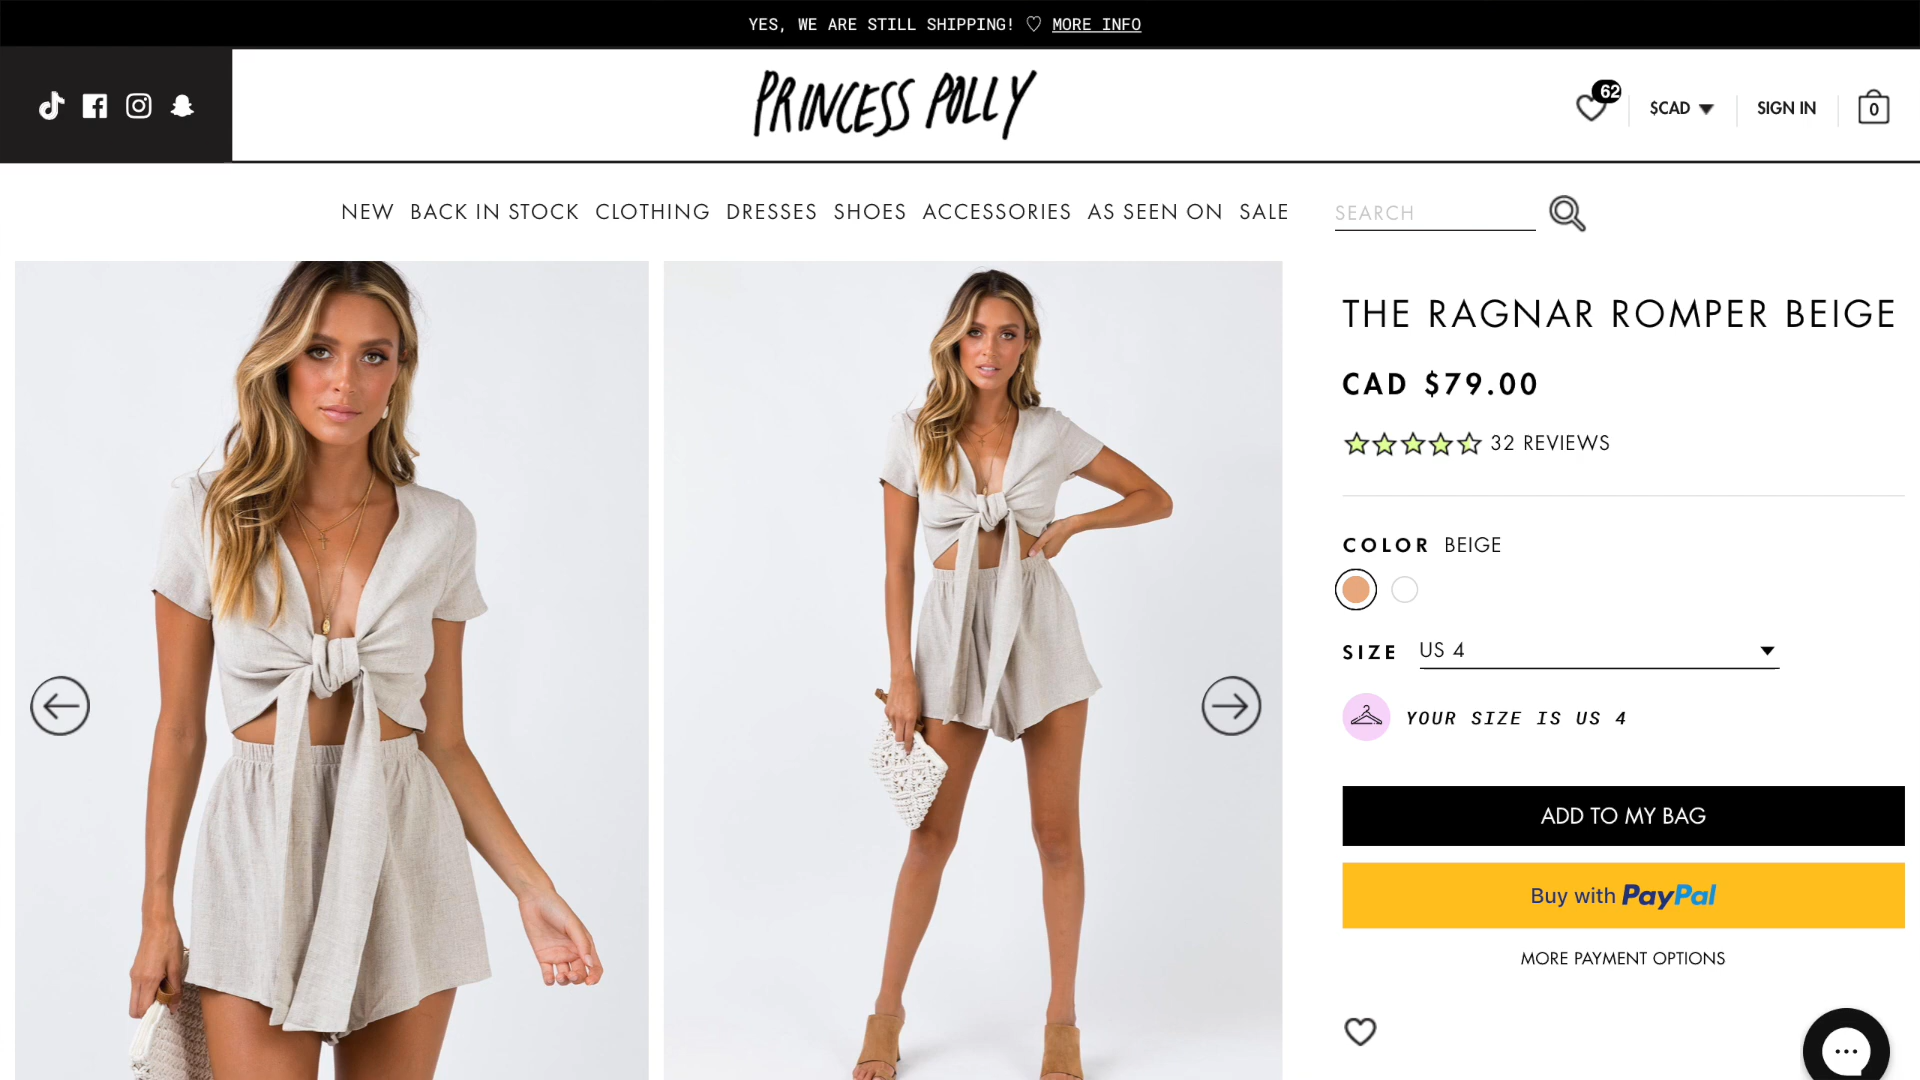 YES, WE ARE STILL SHIPPING! ♡ MORE INFO
PRINCESS POLLY
62
$CAD
SIGN IN
0
NEW BACK IN STOCK CLOTHING DRESSES SHOES ACCESSORIES AS SEEN ON SALE
SEARCH
THE RAGNAR ROMPER BEIGE
CAD $79.00
32 REVIEWS
COLOR BEIGE
SIZE US 4
YOUR SIZE IS US 4
ADD TO MY BAG
Buy with PayPal
MORE PAYMENT OPTIONS